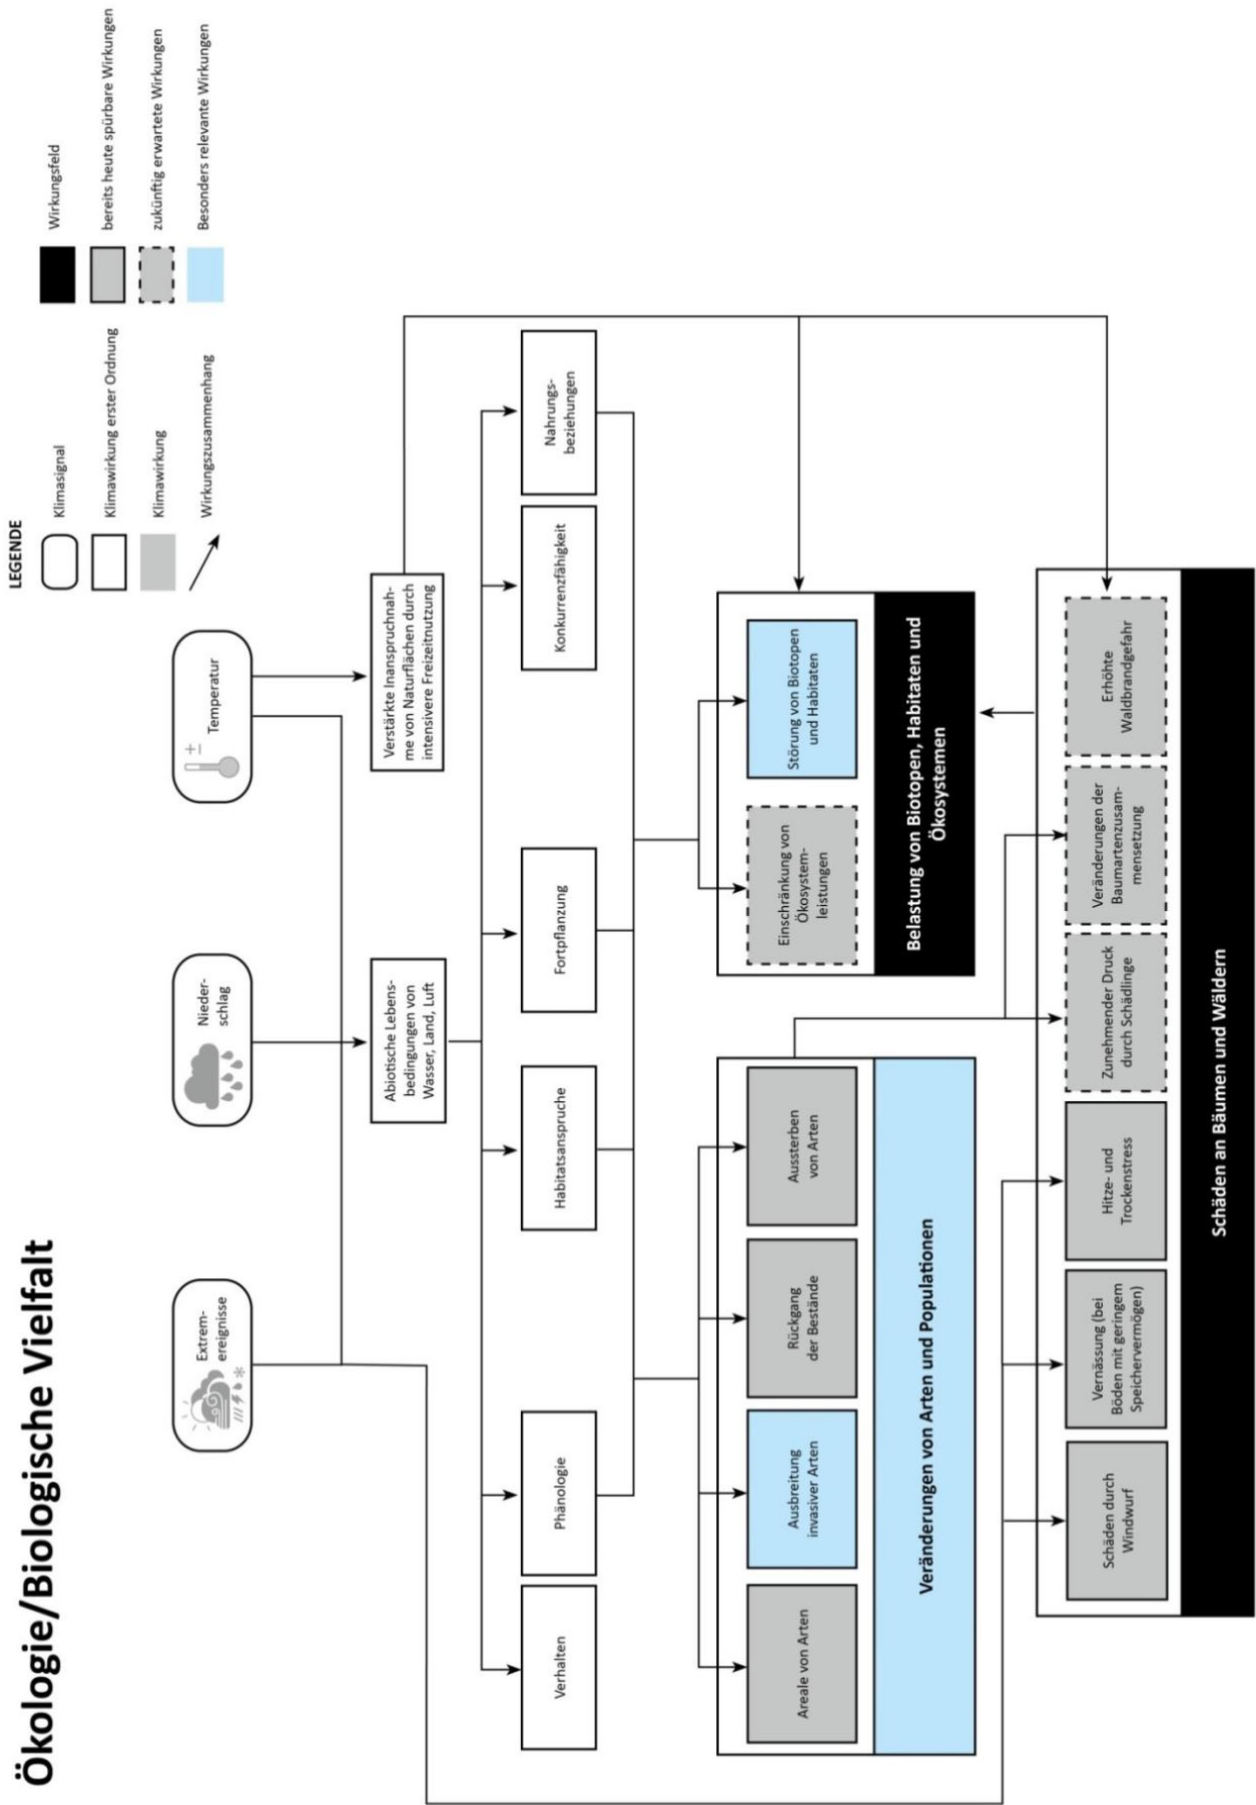 Ökologie/Biologische Vielfalt
LEGENDE
Klimasignal
Klimawirkung erster Ordnung
Klimawirkung
Wirkungszusammenhang
Wirkungsfeld
bereits heute spürbare Wirkungen
zukünftig erwartete Wirkungen
Besonders relevante Wirkungen
Extrem-
ereignisse
Nieder-
schlag
Temperatur
Abiotische Lebens-
bedingungen von
Wasser, Land, Luft
Verstärkte Inanspruchnah-
me von Naturflächen durch
intensivere Freizeitnutzung
Verhalten
Phänologie
Habitatsanspruche
Fortpflanzung
Konkurrenzfähigkeit
Nahrungs-
beziehungen
Areale von Arten
Ausbreitung
invasiver Arten
Rückgang
der Bestände
Aussterben
von Arten
Veränderungen von Arten und Populationen
Einschränkung von
Ökosystem-
leistungen
Störung von Biotopen
und Habitaten
Belastung von Biotopen, Habitaten und
Ökosystemen
Schäden durch
Windwurf
Vernässung (bei
Böden mit geringem
Speichervermögen)
Hitze- und
Trockenstress
Zunehmender Druck
durch Schädlinge
Veränderungen der
Baumartenzusam-
mensetzung
Erhöhte
Waldbrandgefahr
Schäden an Bäumen und Wäldern